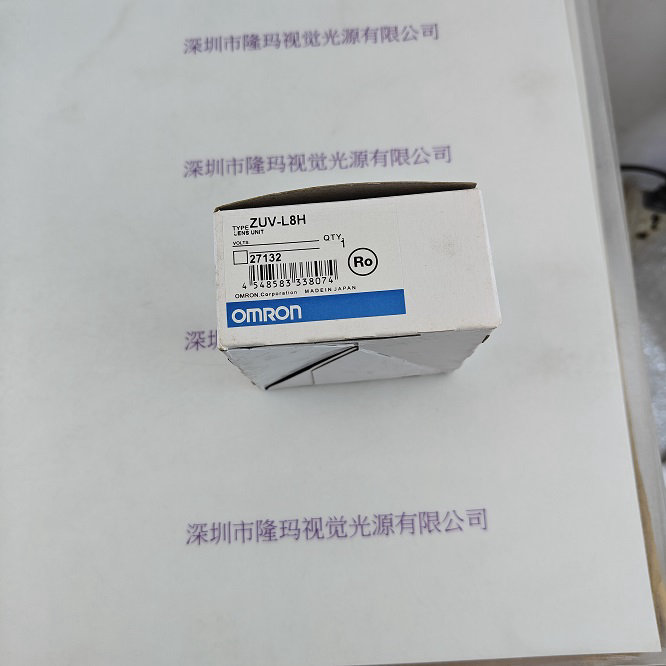 深圳市隆玛视觉光源有限公司
深圳市隆玛视觉光源有限公司
TYPE ZUV-L8H
LENS UNIT
VOLTS
QTY. 1
27132
4 548583 338074
Ro
OMRON Corporation MADE IN JAPAN
OMRON
深
深圳市隆玛视觉光源有限公司